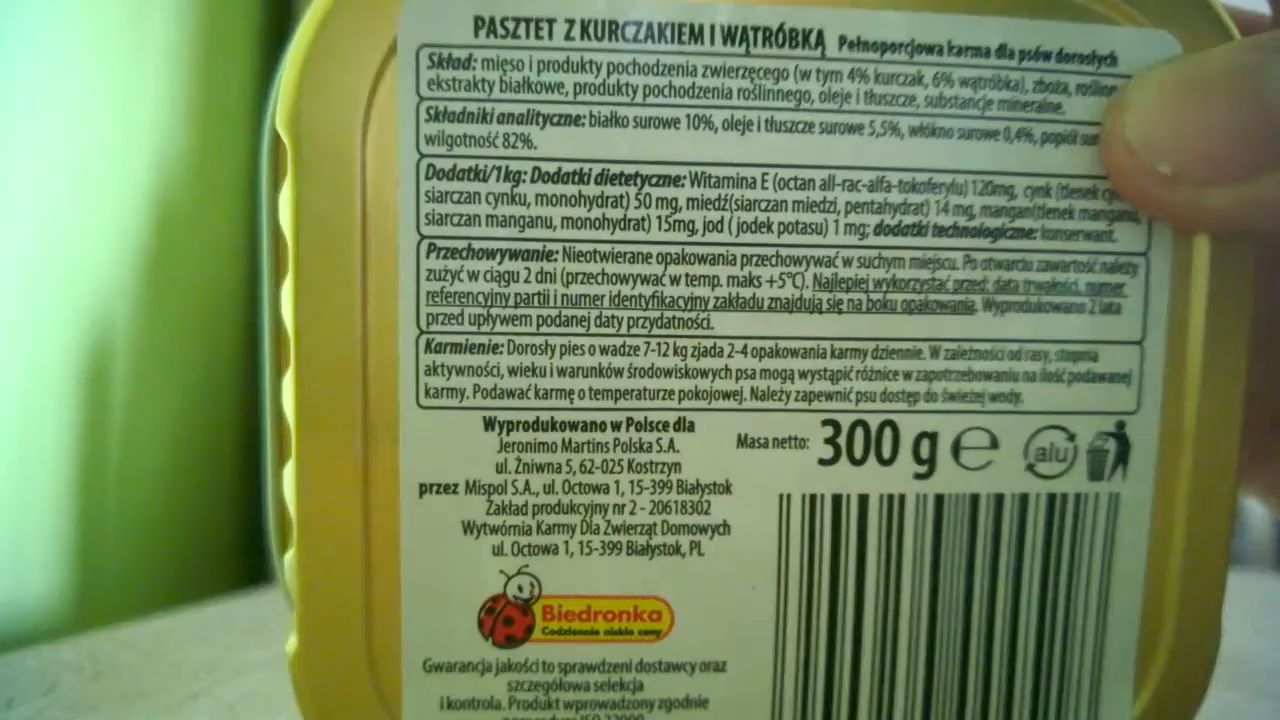 PASZTET Z KURCZAKIEM I WĄTRÓBKĄ Pełnoporcjowa karma dla psów dorosłych
Skład: mięso i produkty pochodzenia zwierzęcego (w tym 4% kurczak, 6% wątróbka), zboża, roślinne
ekstrakty białkowe, produkty pochodzenia roślinnego, oleje i tłuszcze, substancje mineralne.
Składniki analityczne: białko surowe 10%, oleje i tłuszcze surowe 5,5%, włókno surowe 0,4%, popiół sur
wilgotność 82%.
Dodatki/1kg: Dodatki dietetyczne: Witamina E (octan all-rac-alfa-tokoferylu) 120mg, cynk (tlenek cy
siarczan cynku, monohydrat) 50 mg, miedź(siarczan miedzi, pentahydrat) 14 mg, mangan(tlenek manganu,
siarczan manganu, monohydrat) 15mg, jod ( jodek potasu) 1 mg; dodatki technologiczne: konserwant.
Przechowywanie: Nieotwierane opakowania przechowywać w suchym miejscu. Po otwarciu zawartość należy
zużyć w ciągu 2 dni (przechowywać w temp. maks +5°C). Najlepiej wykorzystać przed: data trwałości, numer
referencyjny partii i numer identyfikacyjny zakładu znajdują się na boku opakowania. Wyprodukowano 2 lata
przed upływem podanej daty przydatności.
Karmienie: Dorosły pies o wadze 7-12 kg zjada 2-4 opakowania karmy dziennie. W zależności od rasy, stopnia
aktywności, wieku i warunków środowiskowych psa mogą wystąpić różnice w zapotrzebowaniu na ilość podawanej
karmy. Podawać karmę o temperaturze pokojowej. Należy zapewnić psu dostęp do świeżej wody.
Wyprodukowano w Polsce dla
Jeronimo Martins Polska S.A.
ul. Żniwna 5, 62-025 Kostrzyn
przez Mispol S.A., ul. Octowa 1, 15-399 Białystok
Zakład produkcyjny nr 2 - 20618302
Wytwórnia Karmy Dla Zwierząt Domowych
ul. Octowa 1, 15-399 Białystok, PL
Masa netto: 300 g e
alu
Biedronka
Codziennie niskie ceny
Gwarancja jakości to sprawdzeni dostawcy oraz
szczegółowa selekcja
i kontrola. Produkt wprowadzony zgodnie